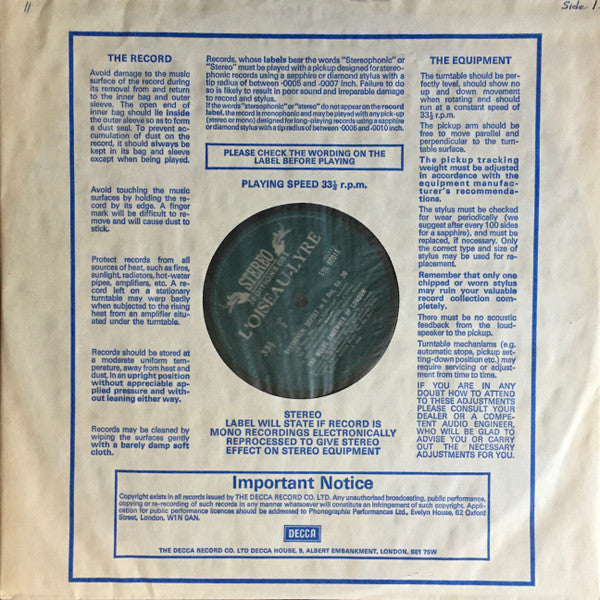 11
Side 1.
THE RECORD
Avoid damage to the music
surface of the record during
its removal from and return
to the inner bag and outer
sleeve. The open end of
inner bag should lie inside
the outer sleeve so as to form
a dust seal. To prevent ac-
cumulation of dust on the
record, it should always be
kept in its bag and sleeve
except when being played.
Avoid touching the music
surfaces by holding the re-
cord by its edge. A finger
mark will be difficult to re-
move and will cause dust to
stick.
Protect records from all
sources of heat, such as fires,
sunlight, radiators, hot-water
pipes, amplifiers, etc. A re-
cord left on a stationary
turntable may warp badly
when subjected to the rising
heat from an amplifier situ-
ated under the turntable.
Records should be stored at
a moderate uniform tem-
perature, away from heat and
dust, in an upright position
without appreciable ap-
plied pressure and with-
out leaning either way.
Records may be cleaned by
wiping the surfaces gently
with a barely damp soft
cloth.
Records, whose labels bear the words "Stereophonic" or
"Stereo" must be played with a pickup designed for stereo-
phonic records using a sapphire or diamond stylus with a
tip radius of between ·0005 and ·0007 inch. Failure to do
so is likely to result in poor sound and irreparable damage
to record and stylus.
If the words "stereophonic" or "stereo" do not appear on the record
label, the record is monophonic and may be played with any pick-up
(stereo or mono) designed for long-playing records using a sapphire
or diamond stylus with a tip radius of between ·0005 and ·0010 inch.
PLEASE CHECK THE WORDING ON THE
LABEL BEFORE PLAYING
PLAYING SPEED 33⅓ r.p.m.
STEREO
L'OISEAU-LYRE
33⅓
STEREO
LABEL WILL STATE IF RECORD IS
MONO RECORDINGS ELECTRONICALLY
REPROCESSED TO GIVE STEREO
EFFECT ON STEREO EQUIPMENT
THE EQUIPMENT
The turntable should be per-
fectly level, should show no
up and down movement
when rotating and should
run at a constant speed of
33⅓ r.p.m.
The pickup arm should be
free to move parallel and
perpendicular to the turn-
table surface.
The pickup tracking
weight must be adjusted
in accordance with the
equipment manufac-
turer's recommenda-
tions.
The stylus must be checked
for wear periodically (we
suggest after every 100 sides
for a sapphire), and must be
replaced, if necessary. Only
the correct type and size of
stylus may be used for re-
placement.
Remember that only one
chipped or worn stylus
may ruin your valuable
record collection com-
pletely.
There must be no acoustic
feedback from the loud-
speaker to the pickup.
Turntable mechanisms (e.g.
automatic stops, pickup set-
ting-down position etc.) may
require servicing or adjust-
ment from time to time.
IF YOU ARE IN ANY
DOUBT HOW TO ATTEND
TO THESE ADJUSTMENTS
PLEASE CONSULT YOUR
DEALER OR A COMPE-
TENT AUDIO ENGINEER,
WHO WILL BE GLAD TO
ADVISE YOU OR CARRY
OUT THE NECESSARY
ADJUSTMENTS FOR YOU.
Important Notice
Copyright exists in all records issued by THE DECCA RECORD CO. LTD. Any unauthorised broadcasting, public performance,
copying or re-recording of such records in any manner whatsoever will constitute an infringement of such copyright. Appli-
cation for public performance licences should be addressed to Phonographic Performances Ltd., Evelyn House, 62 Oxford
Street, London, W1N 0AN.
DECCA
THE DECCA RECORD CO. LTD DECCA HOUSE, 9, ALBERT EMBANKMENT, LONDON, SE1 7SW